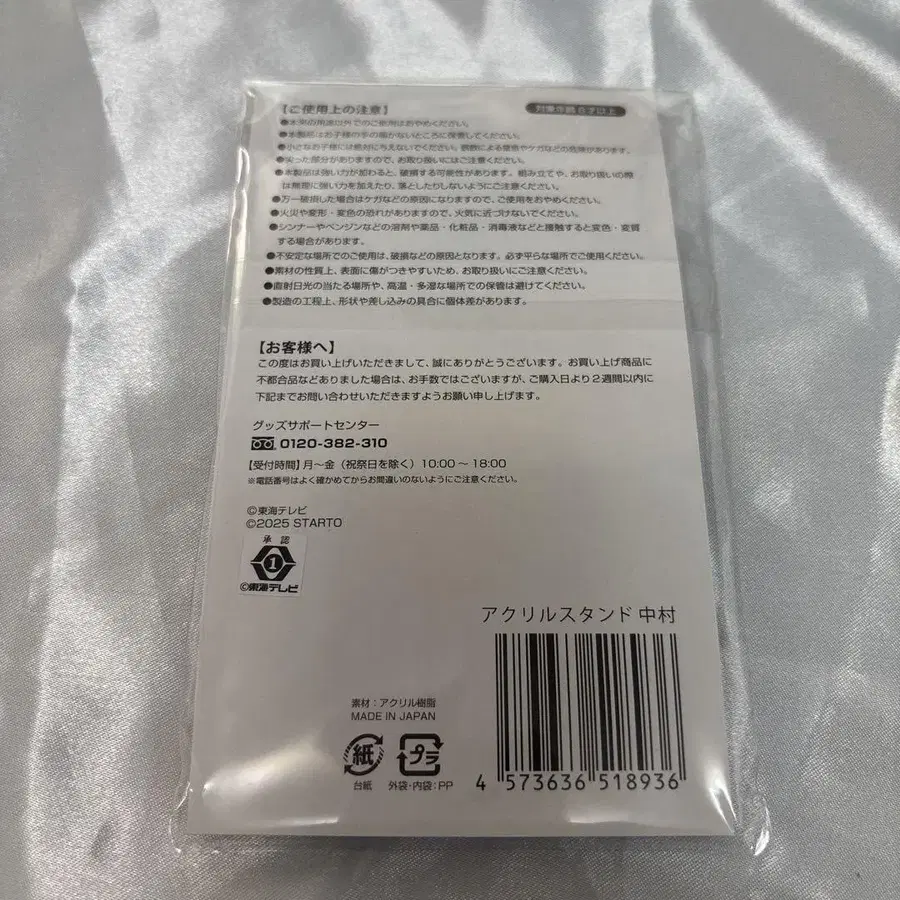 【ご使用上の注意】
対象年齢 6才以上
●本来の用途以外でのご使用はおやめください。
●本製品はお子様の手の届かないところに保管してください。
●小さなお子様には絶対に与えないでください。誤飲による窒息やケガなどの危険があります。
●尖った部分がありますので、お取り扱いにはご注意ください。
●本製品は強い力が加わると、破損する可能性があります。組み立てや、お取り扱いの際
は無理に強い力を加えたり、落としたりしないようにご注意ください。
●万一破損した場合はケガなどの原因になりますので、ご使用をおやめください。
●火災や変形・変色の恐れがありますので、火気に近づけないでください。
●シンナーやベンジンなどの溶剤や薬品・化粧品・消毒液などと接触すると変色・変質
する場合があります。
●不安定な場所でのご使用は、破損などの原因となります。必ず平らな場所でご使用ください。
●素材の性質上、表面に傷がつきやすいため、お取り扱いにご注意ください。
●直射日光の当たる場所や、高温・多湿な場所での保管は避けてください。
●製造の工程上、形状や差し込みの具合に個体差があります。
【お客様へ】
この度はお買い上げいただきまして、誠にありがとうございます。お買い上げ商品に
不都合品などありました場合は、お手数ではございますが、ご購入日より2週間以内に
下記までお問い合わせいただきますようお願い申し上げます。
グッズサポートセンター
0120-382-310
【受付時間】月〜金（祝祭日を除く）10:00〜18:00
※電話番号はよく確かめてからお間違いのないようにご注意ください。
©東海テレビ
©2025 STARTO
承認
1
©東海テレビ
アクリルスタンド 中村
素材：アクリル樹脂
MADE IN JAPAN
紙
プラ
台紙
外袋・内袋：PP
4 573636 518936